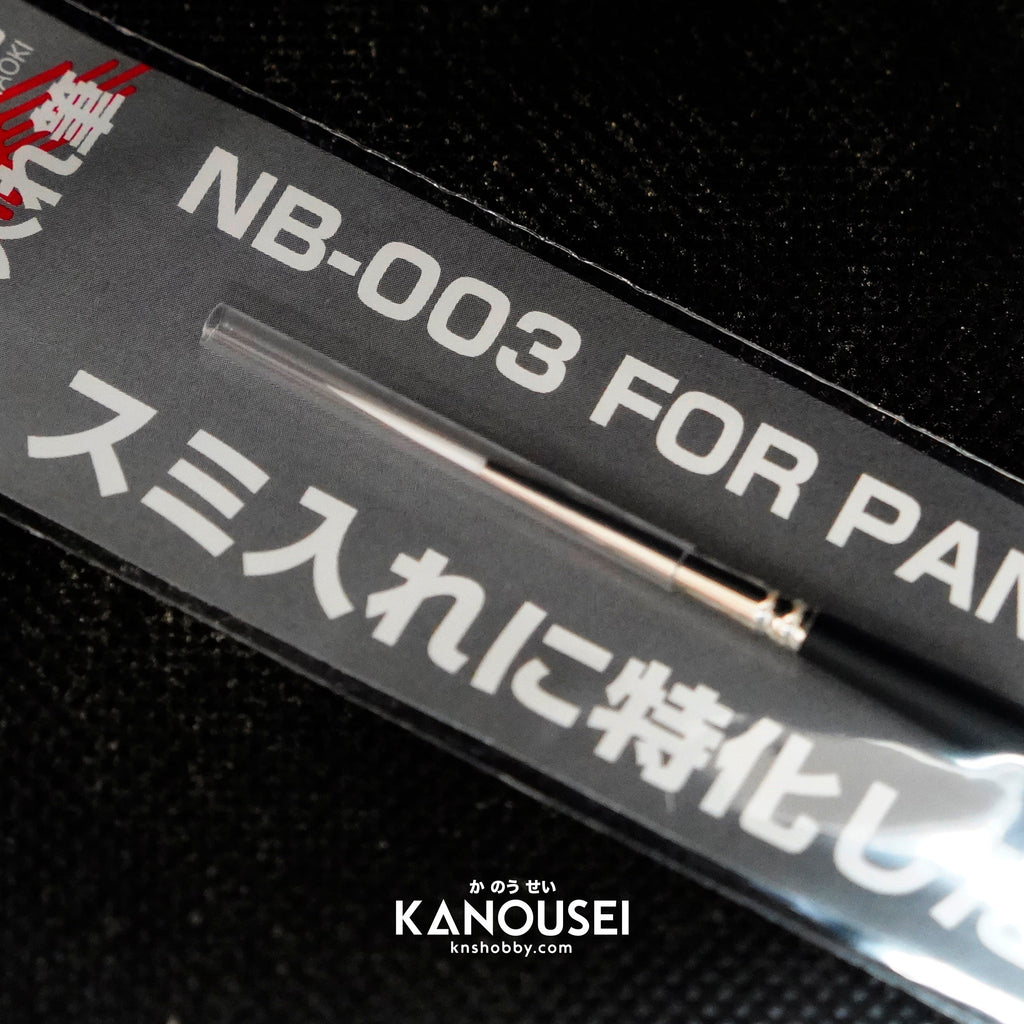 NB-003 FOR PAN
スミ入れに特化した
か のう せい
KANOUSEI
knshobby.com